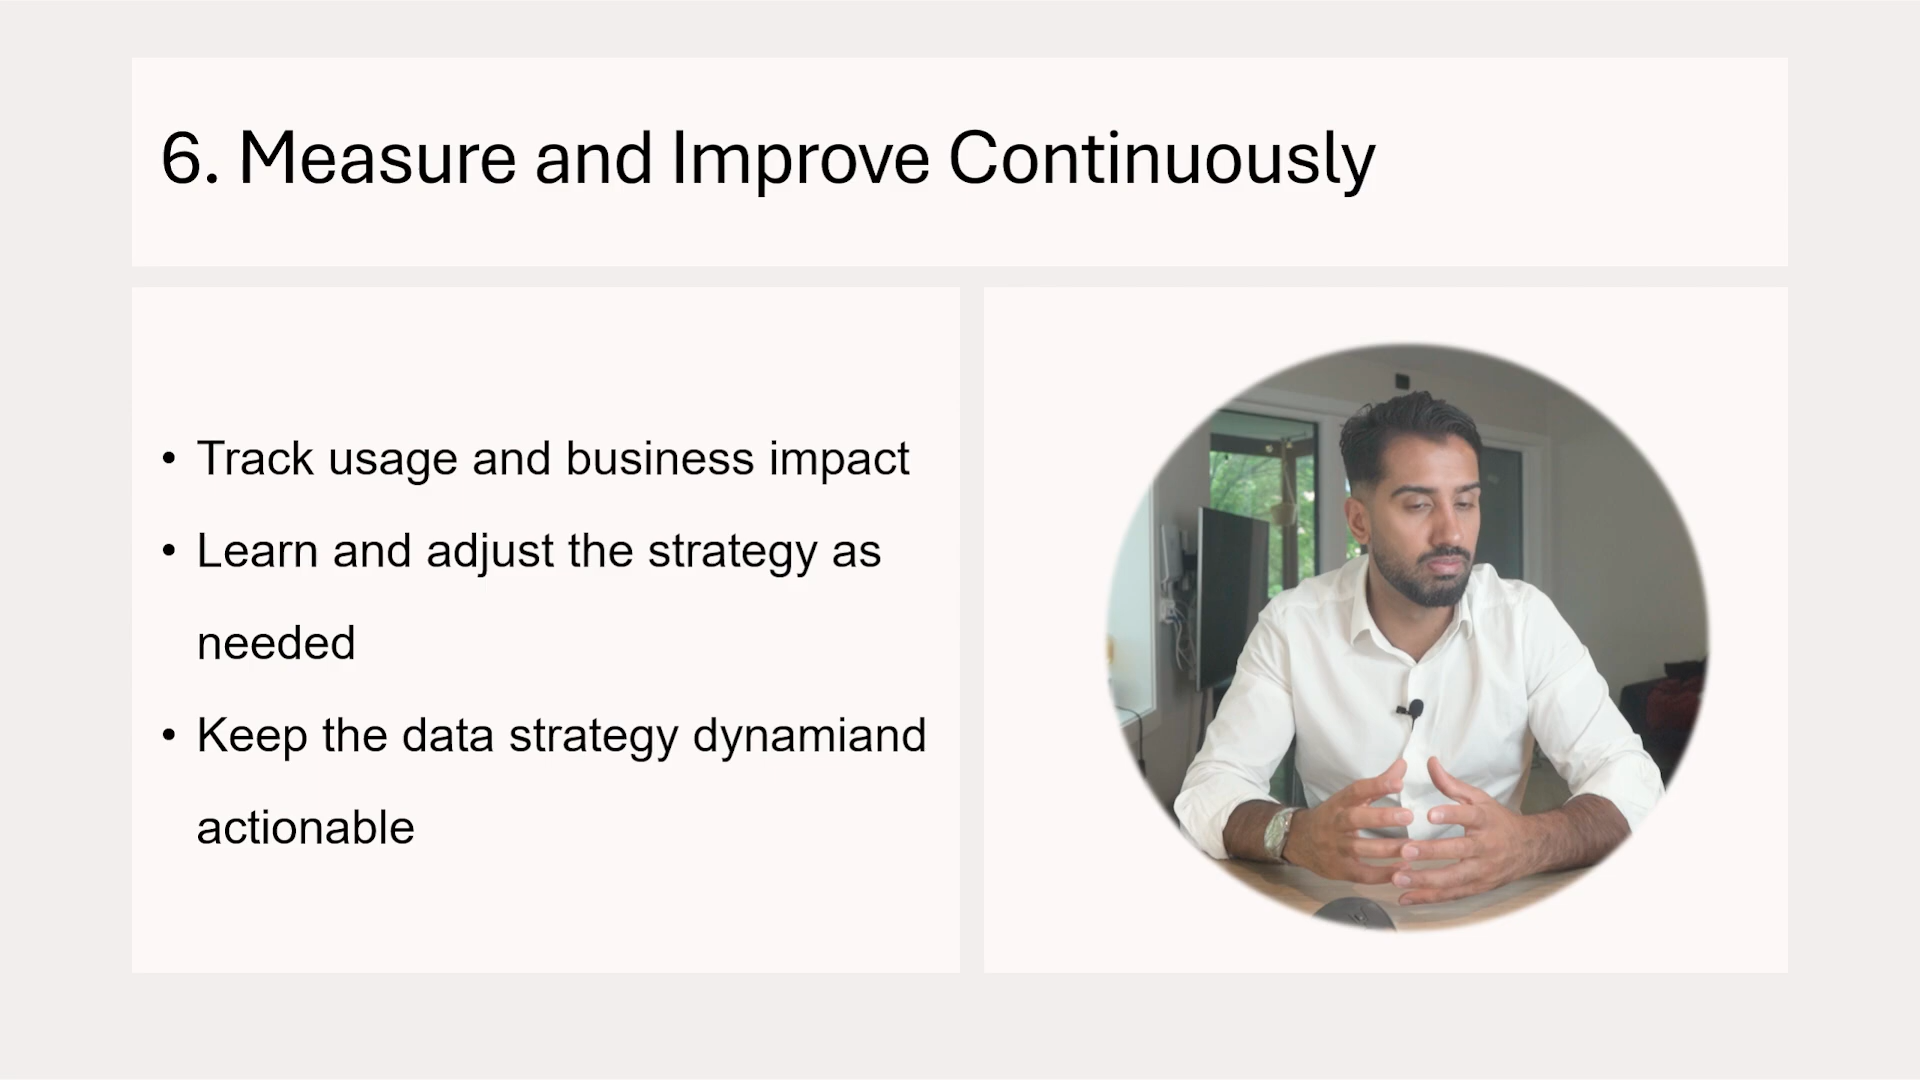 6. Measure and Improve Continuously
• Track usage and business impact
• Learn and adjust the strategy as
needed
• Keep the data strategy dynamiand
actionable